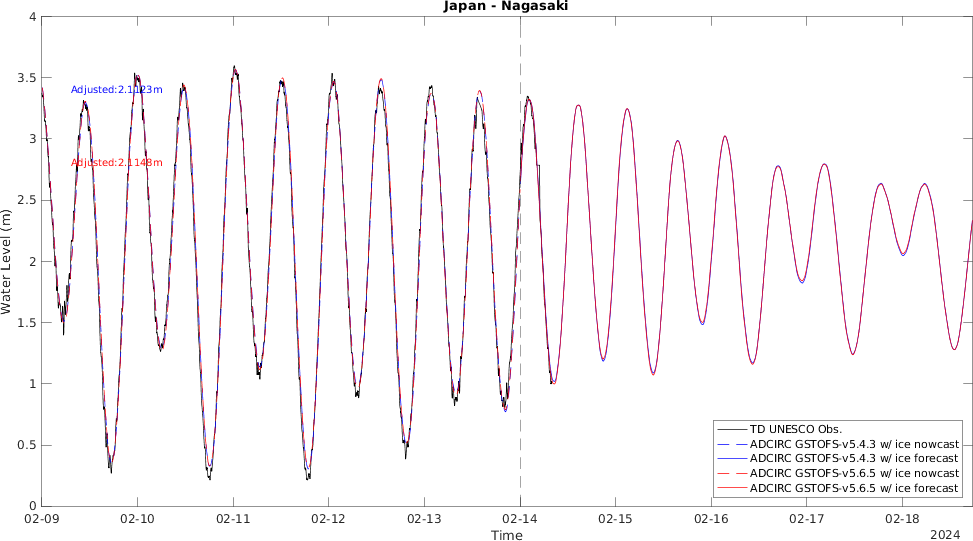 Japan - Nagasaki
Water Level (m)
4
3.5
3
2.5
2
1.5
1
0.5
0
Adjusted:2.1123m
Adjusted:2.1148m
TD UNESCO Obs.
ADCIRC GSTOFS-v5.4.3 w/ ice nowcast
ADCIRC GSTOFS-v5.4.3 w/ ice forecast
ADCIRC GSTOFS-v5.6.5 w/ ice nowcast
ADCIRC GSTOFS-v5.6.5 w/ ice forecast
02-09 02-10 02-11 02-12 02-13 02-14 02-15 02-16 02-17 02-18
Time
2024